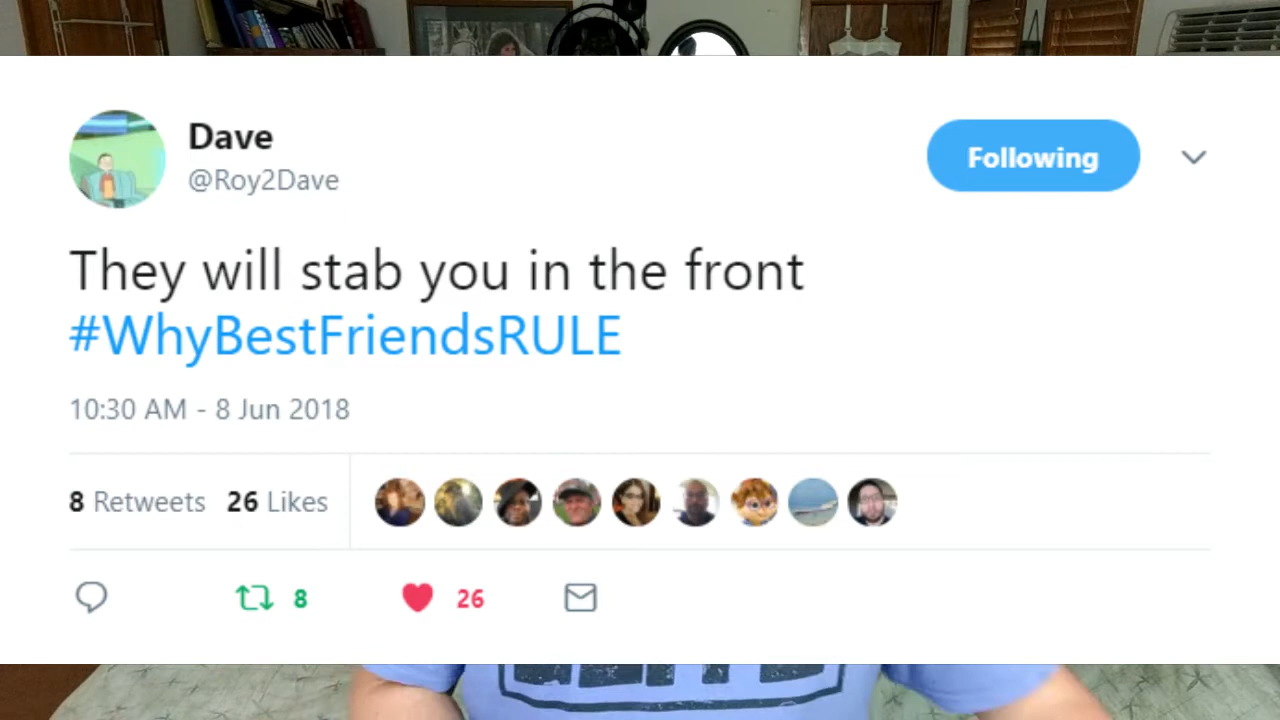 Dave
@Roy2Dave
Following
They will stab you in the front
#WhyBestFriendsRULE
10:30 AM - 8 Jun 2018
8 Retweets 26 Likes
8 26